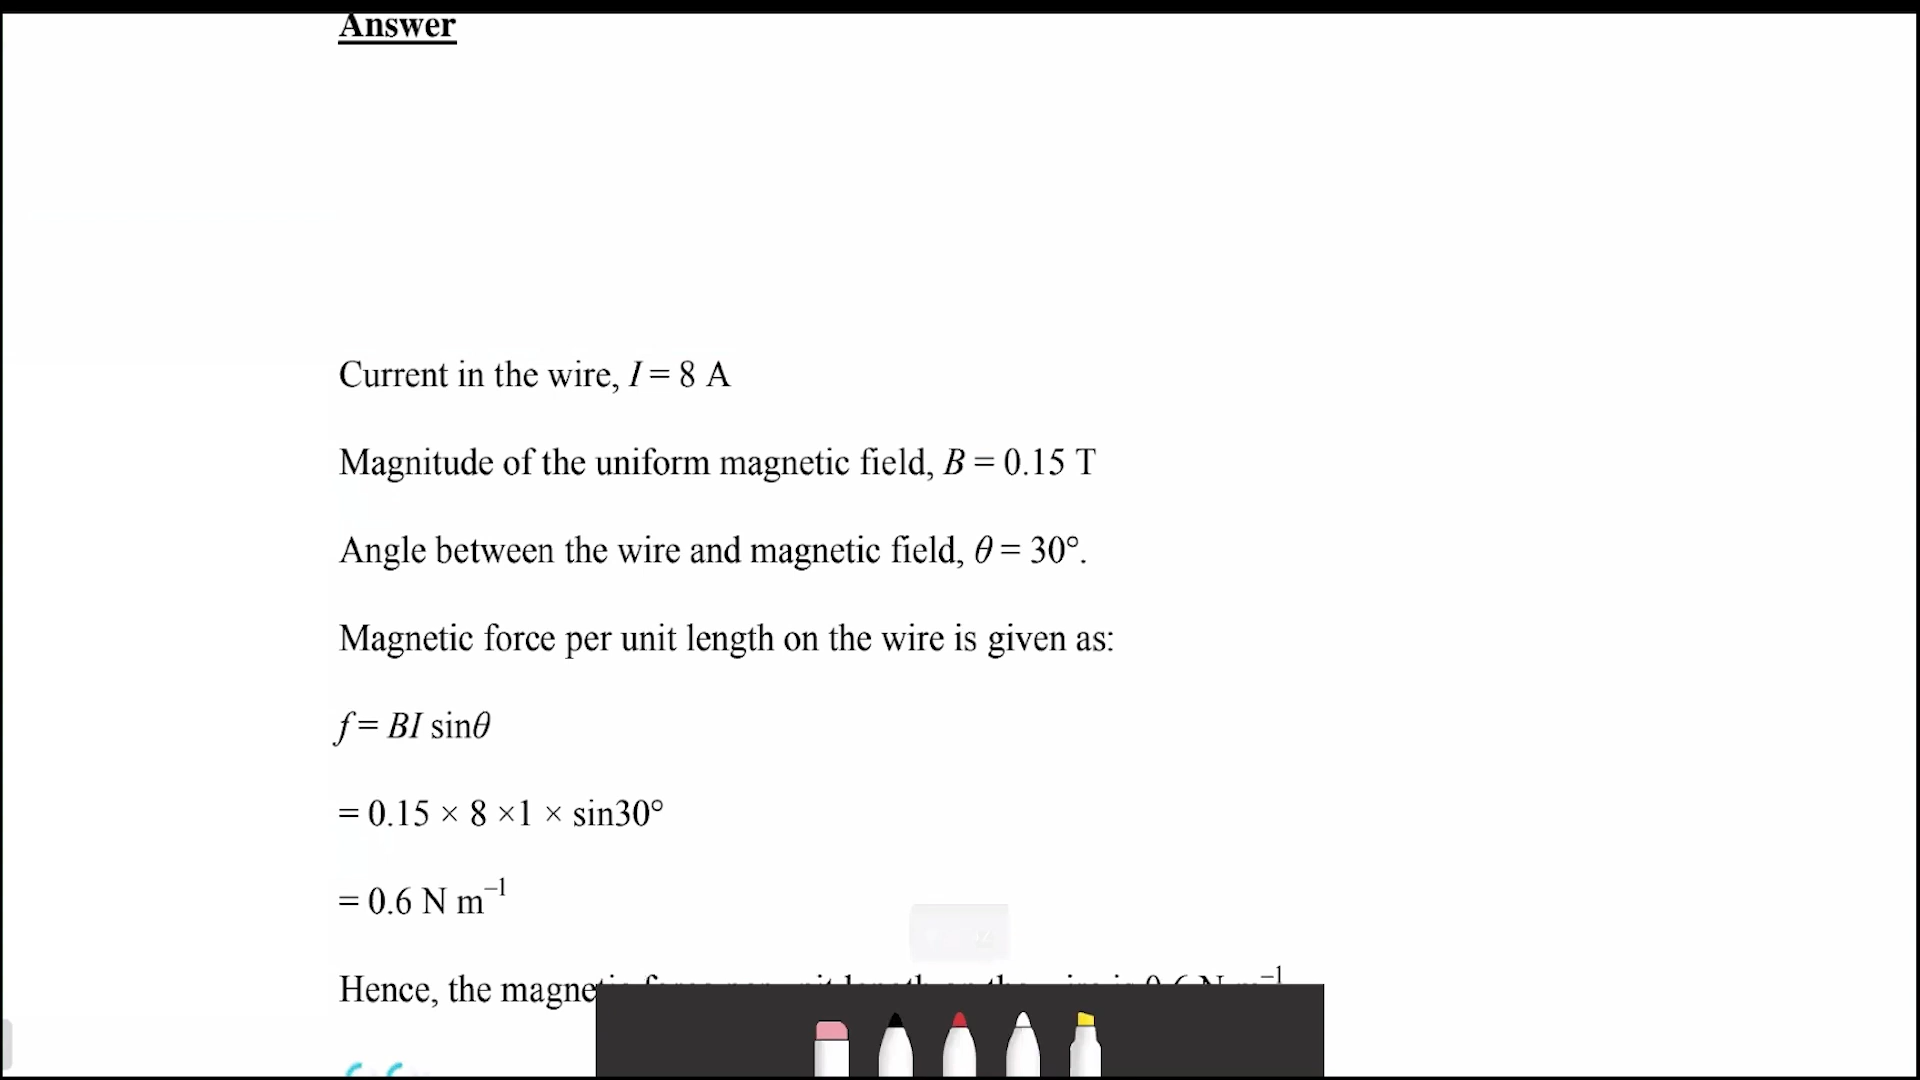 Answer
Current in the wire, I = 8 A
Magnitude of the uniform magnetic field, B = 0.15 T
Angle between the wire and magnetic field, θ = 30°.
Magnetic force per unit length on the wire is given as:
f = BI sinθ
= 0.15 × 8 ×1 × sin30°
= 0.6 N m⁻¹
Hence, the